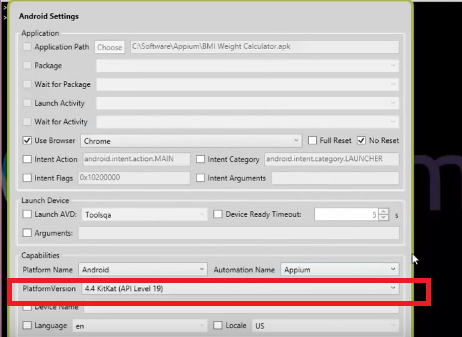 Android Settings
Application
Application Path Choose C:\Software\Appium\BMI Weight Calculator.apk
Package
Wait for Package
Launch Activity
Wait for Activity
Use Browser Chrome Full Reset No Reset
Intent Action android.intent.action.MAIN Intent Category android.intent.category.LAUNCHER
Intent Flags 0x10200000 Intent Arguments
Launch Device
Launch AVD: Toolsqa Device Ready Timeout: 5 s
Arguments:
Capabilities
Platform Name Android Automation Name Appium
PlatformVersion 4.4 KitKat (API Level 19)
Device Name
Language en Locale US